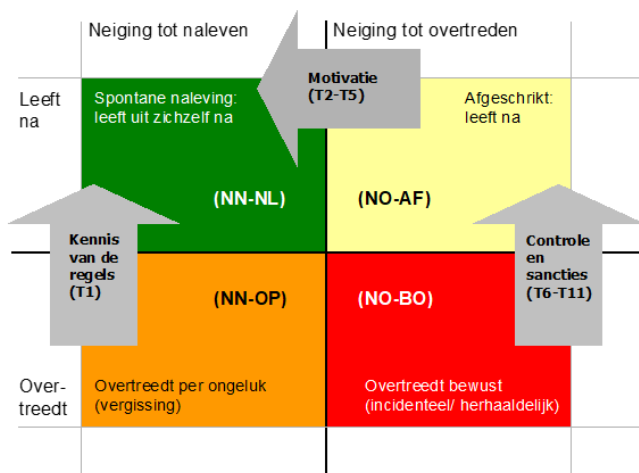 Neiging tot naleven
Neiging tot overtreden
Motivatie
(T2-T5)
Leeft
na
Spontane naleving:
leeft uit zichzelf na
Afgeschrikt:
leeft na
(NN-NL)
(NO-AF)
Kennis
van de
regels
(T1)
Controle
en
sancties
(T6-T11)
(NN-OP)
(NO-BO)
Over-
treedt
Overtreedt per ongeluk
(vergissing)
Overtreedt bewust
(incidenteel/ herhaaldelijk)